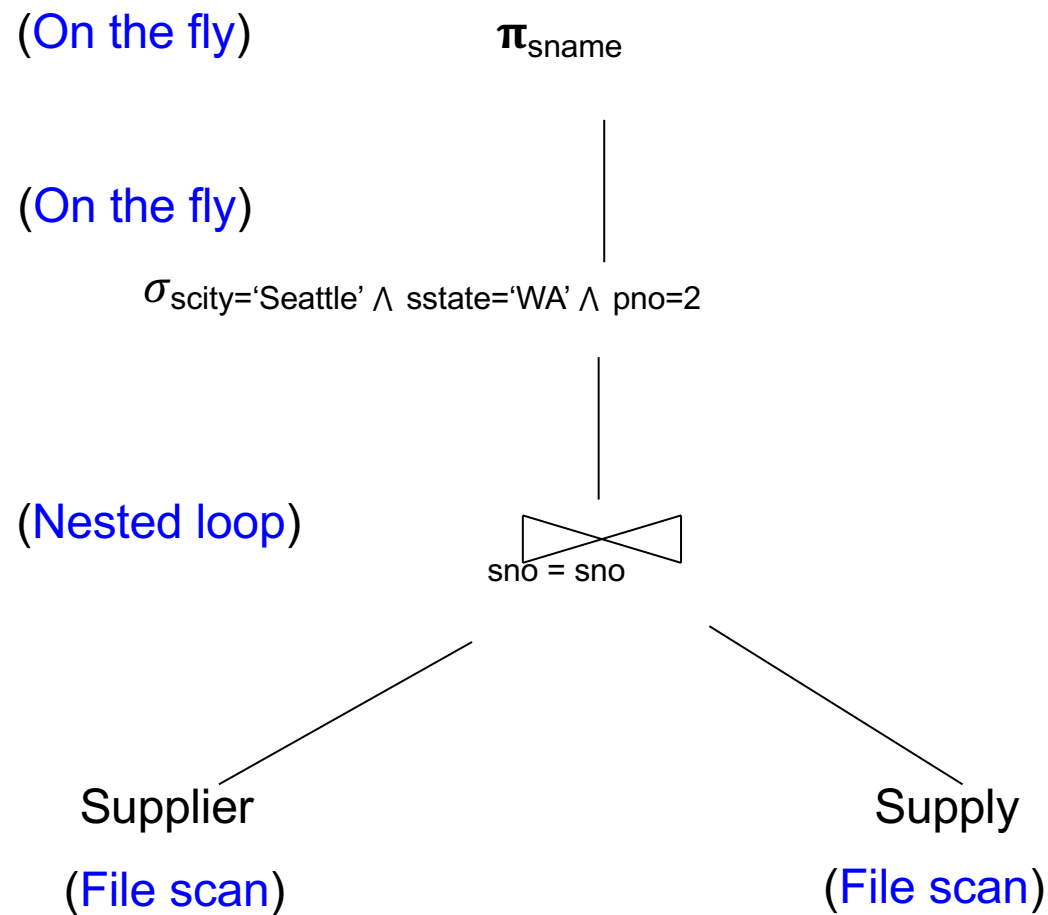 (On the fly) πsname
(On the fly)
σscity=‘Seattle’ ∧ sstate=‘WA’ ∧ pno=2
(Nested loop)
sno = sno
Supplier Supply
(File scan) (File scan)